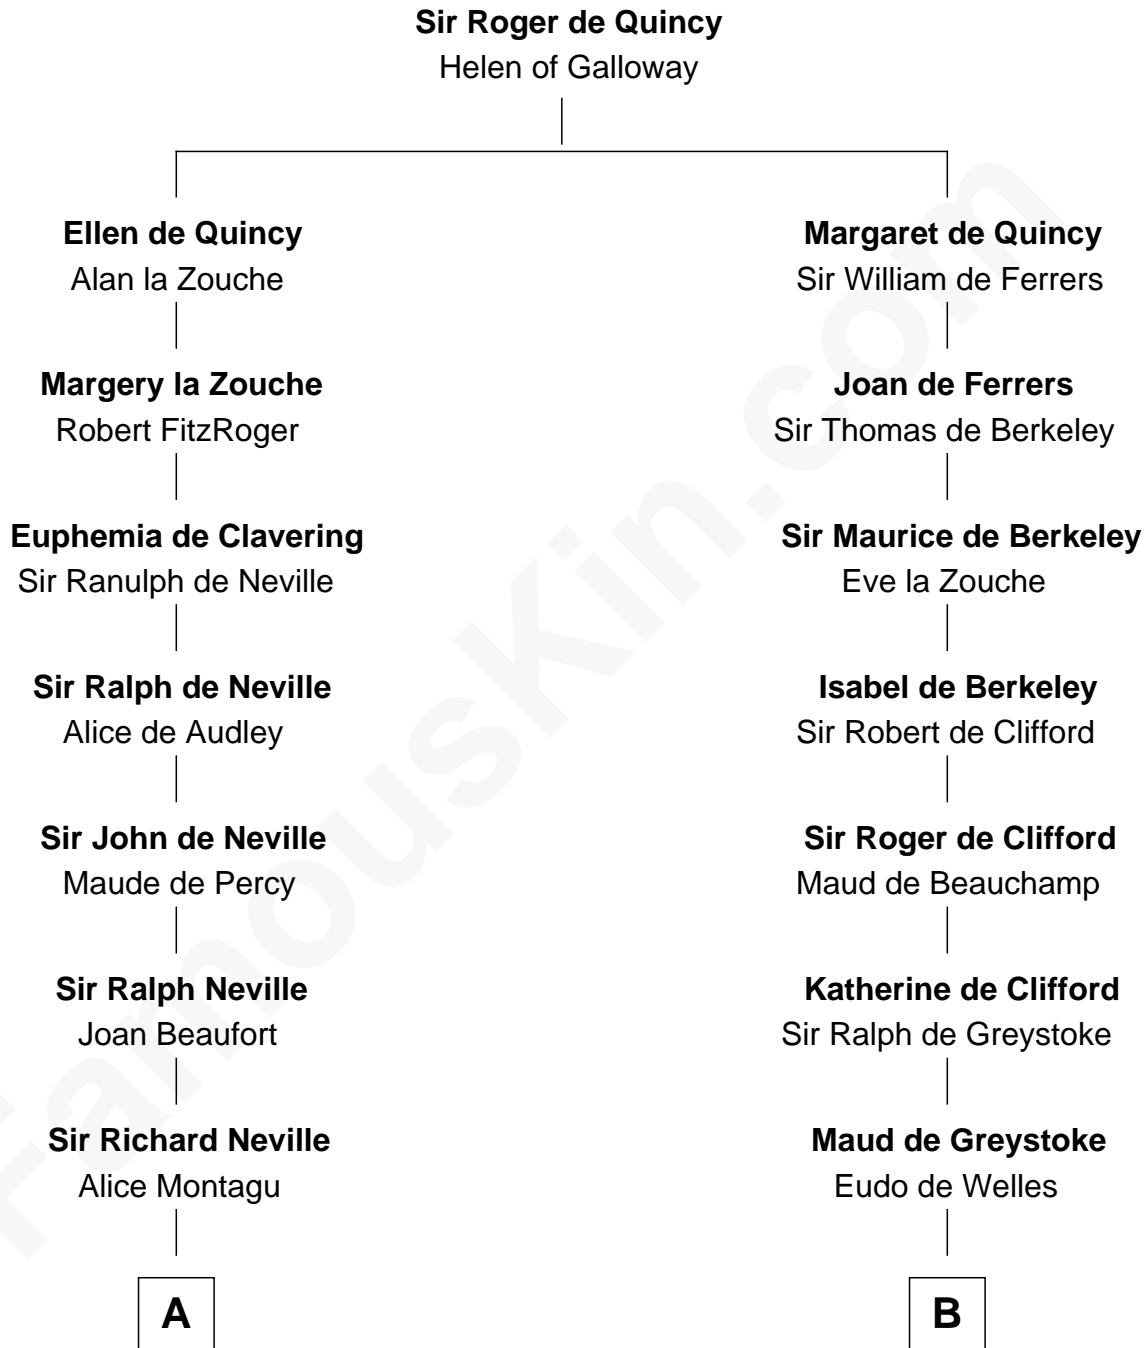 Sir Roger de Quincy
Helen of Galloway
Ellen de Quincy
Alan la Zouche
Margaret de Quincy
Sir William de Ferrers
Margery la Zouche
Robert FitzRoger
Joan de Ferrers
Sir Thomas de Berkeley
Euphemia de Clavering
Sir Ranulph de Neville
Sir Maurice de Berkeley
Eve la Zouche
Sir Ralph de Neville
Alice de Audley
Isabel de Berkeley
Sir Robert de Clifford
Sir John de Neville
Maude de Percy
Sir Roger de Clifford
Maud de Beauchamp
Sir Ralph Neville
Joan Beaufort
Katherine de Clifford
Sir Ralph de Greystoke
Sir Richard Neville
Alice Montagu
Maud de Greystoke
Eudo de Welles
A
B
FamousKin.com